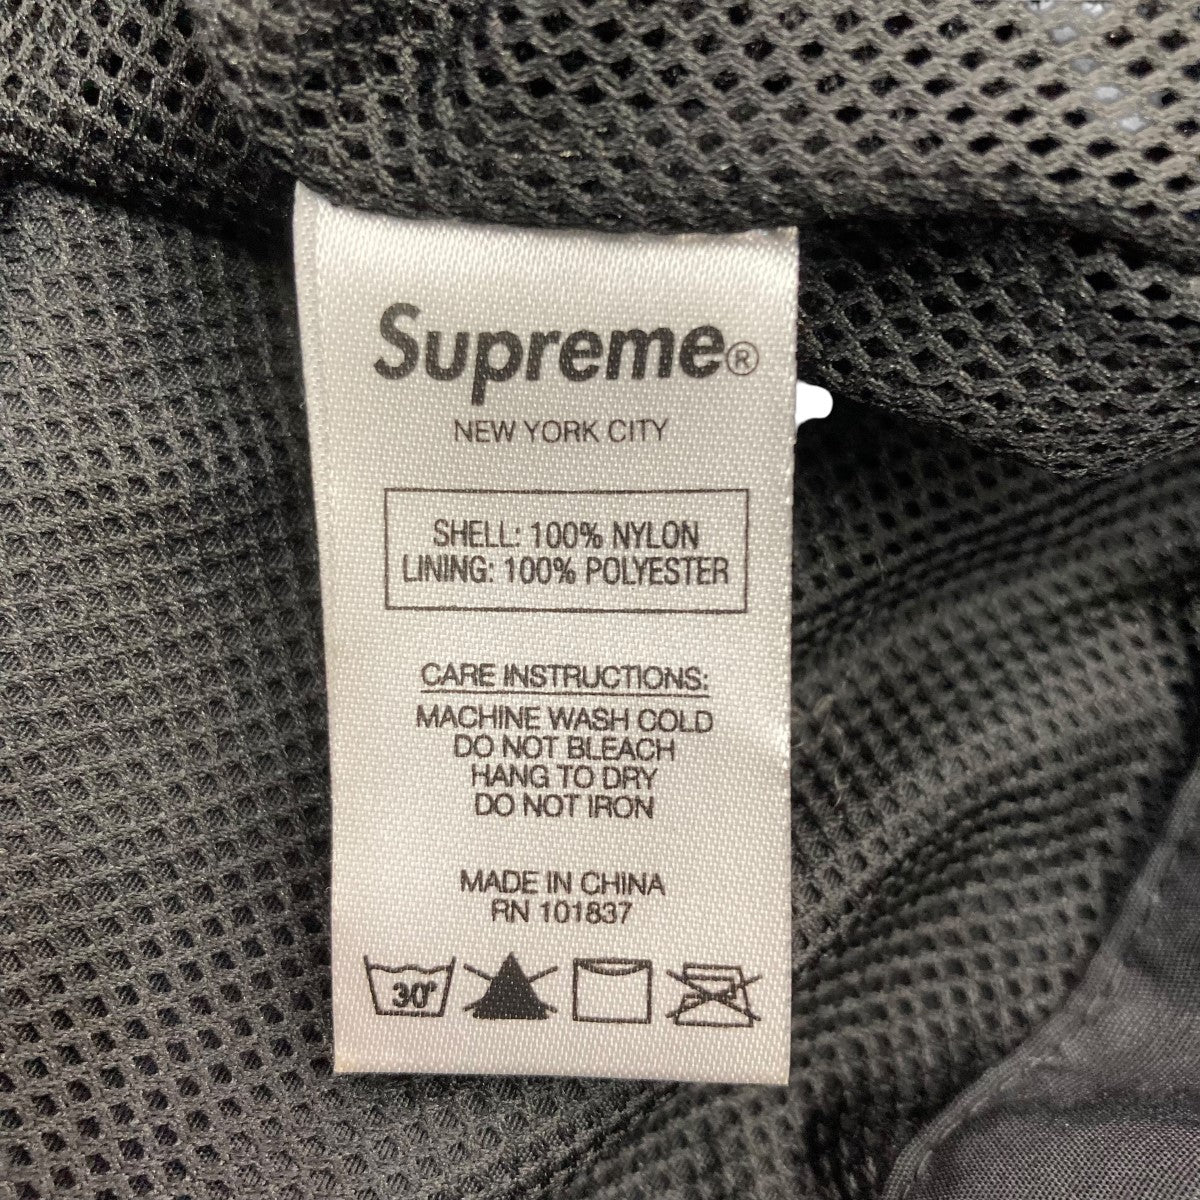 Supreme®
NEW YORK CITY
SHELL: 100% NYLON
LINING: 100% POLYESTER
CARE INSTRUCTIONS:
MACHINE WASH COLD
DO NOT BLEACH
HANG TO DRY
DO NOT IRON
MADE IN CHINA
RN 101837
30°